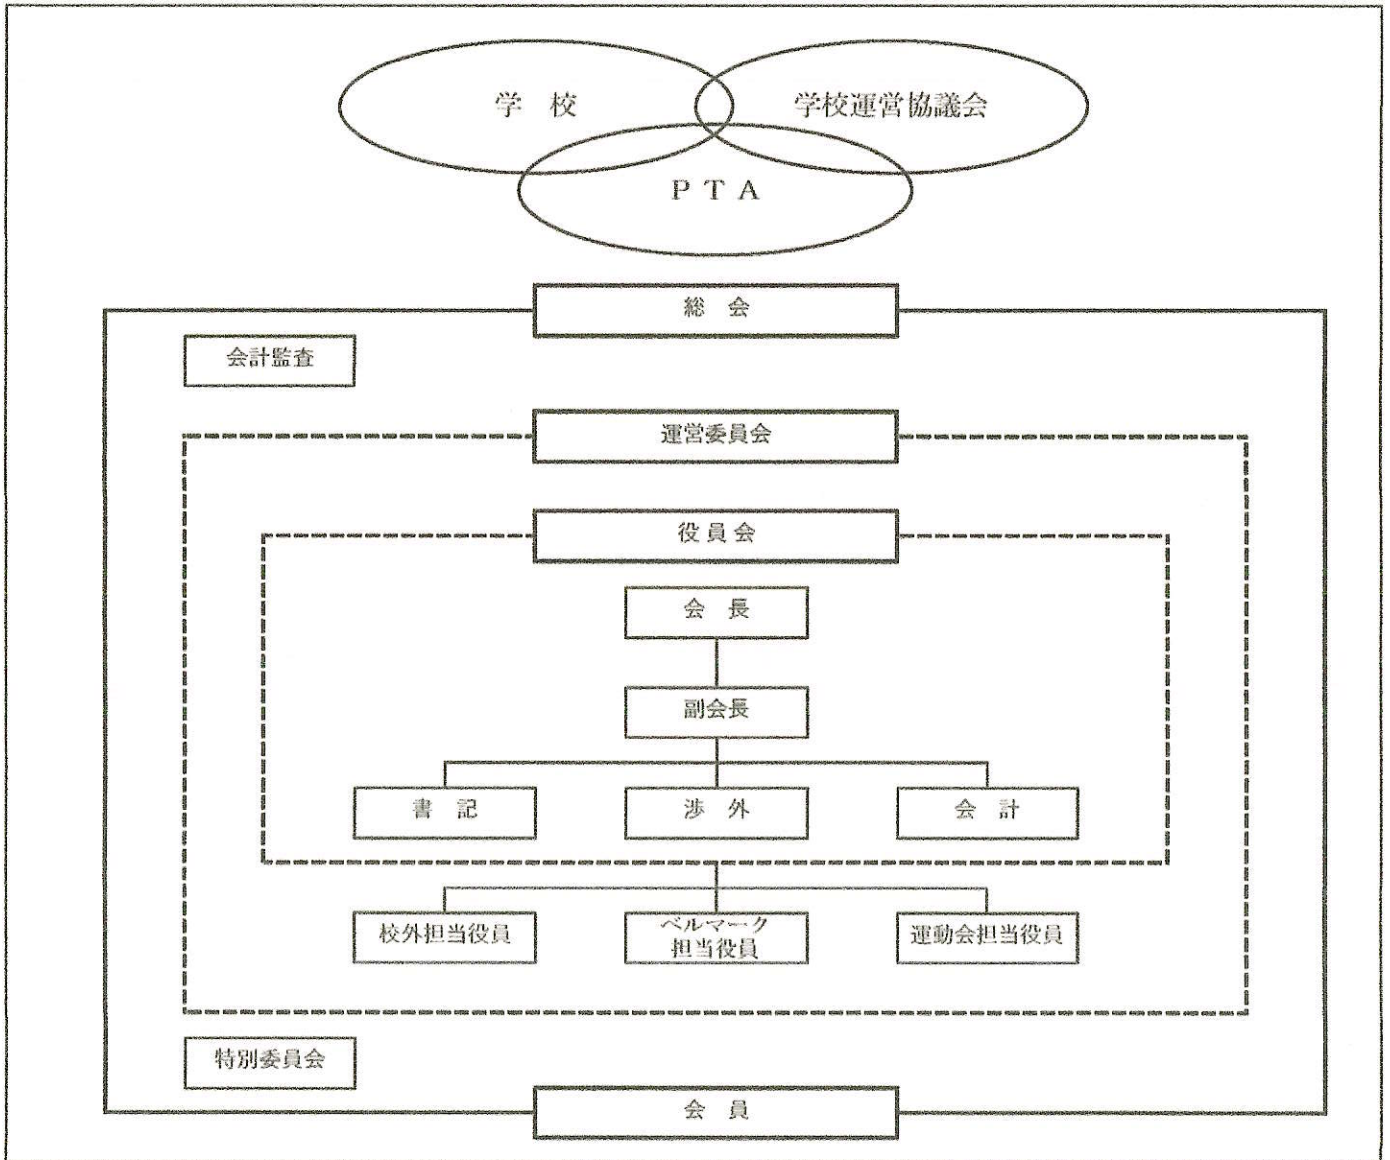 学 校
学校運営協議会
P T A
総 会
会計監査
運営委員会
役 員 会
会 長
副会長
書 記
渉 外
会 計
校外担当役員
ベルマーク
担当役員
運動会担当役員
特別委員会
会 員